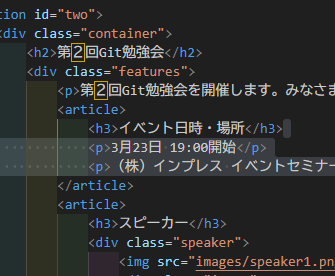 tion id="two">
<div class="container">
<h2>第２回Git勉強会</h2>
<div class="features">
<p>第２回Git勉強会を開催します。みなさま
<article>
<h3>イベント日時・場所</h3>
<p>3月23日 19:00開始</p>
<p>（株）インプレス イベントセミナー
</article>
<article>
<h3>スピーカー</h3>
<div class="speaker">
<img src="images/speaker1.pn